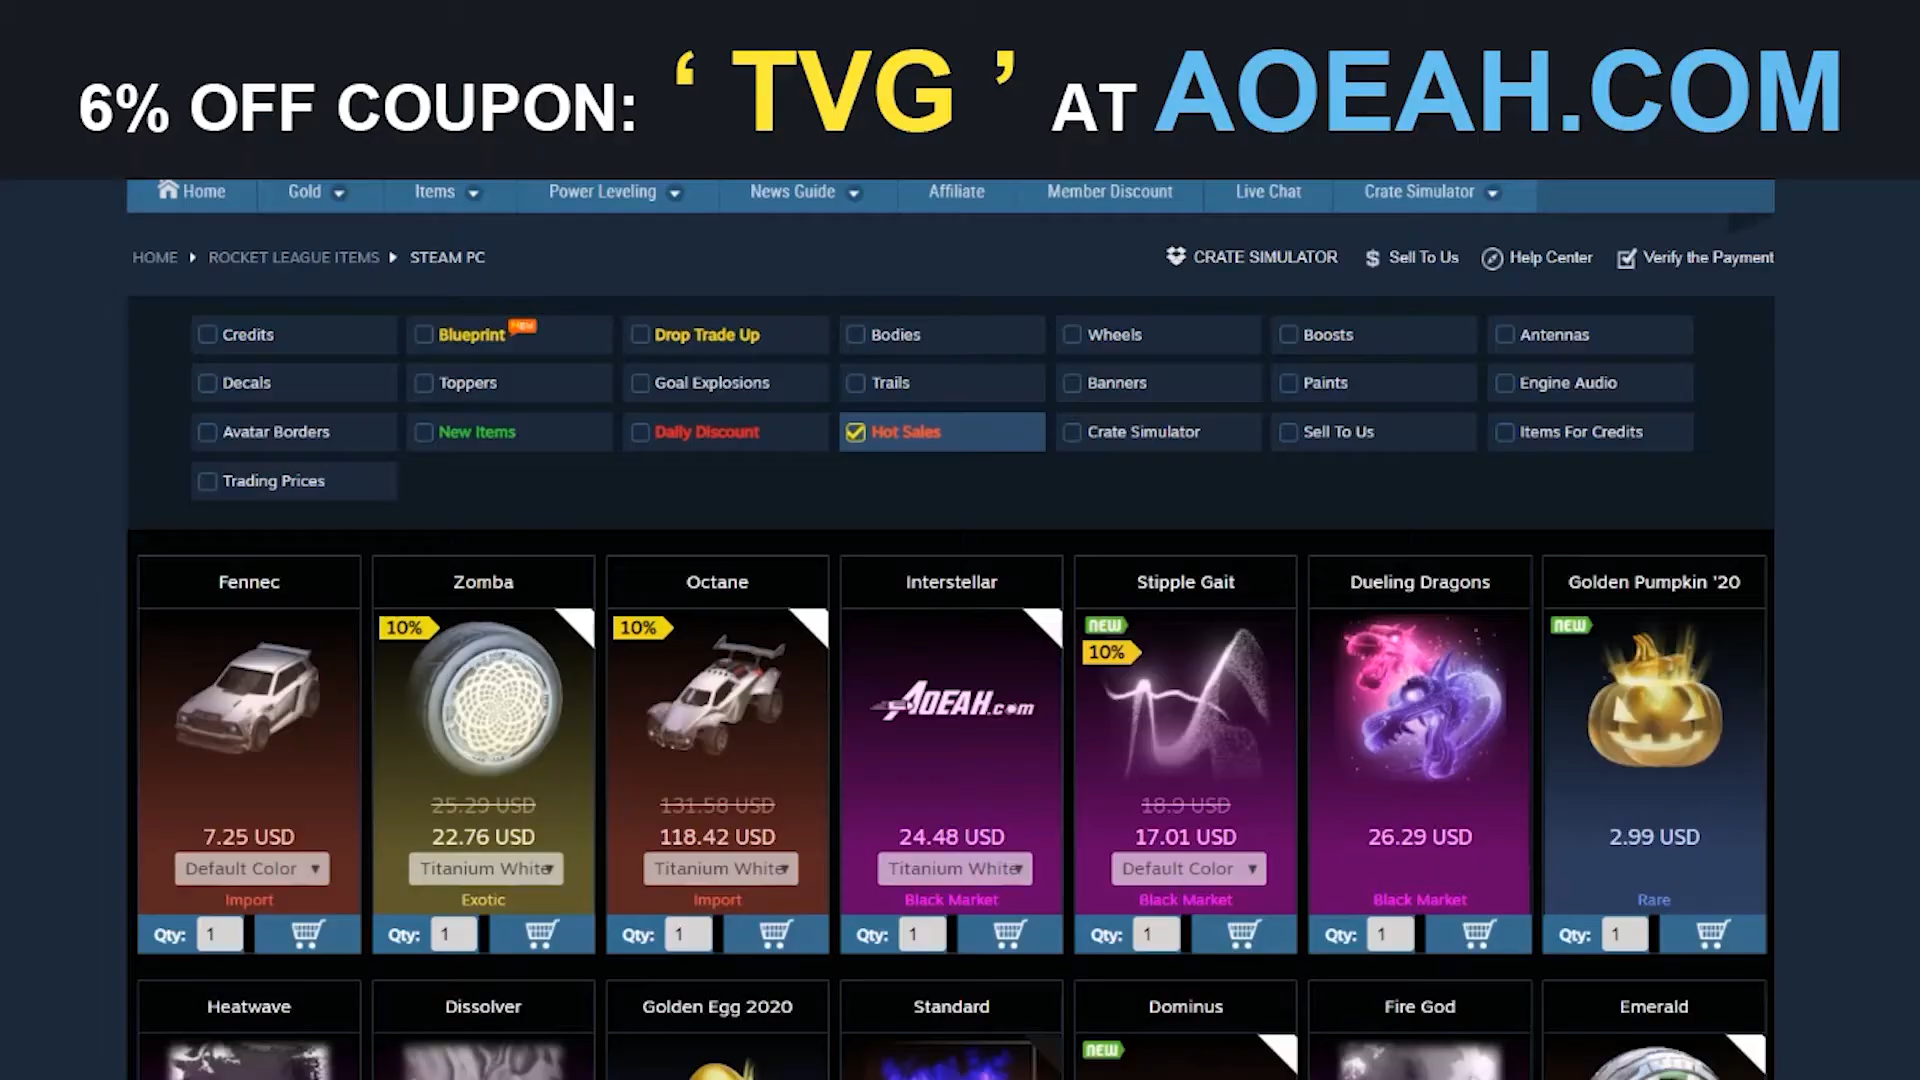 6% OFF COUPON: ‘ TVG ’ AT AOEAH.COM
Home Gold Items Power Leveling News Guide Affiliate Member Discount Live Chat Crate Simulator
HOME ROCKET LEAGUE ITEMS STEAM PC CRATE SIMULATOR $ Sell To Us Help Center Verify the Payment
Credits Blueprint New Drop Trade Up Bodies Wheels Boosts Antennas
Decals Toppers Goal Explosions Trails Banners Paints Engine Audio
Avatar Borders New Items Daily Discount Hot Sales Crate Simulator Sell To Us Items For Credits
Trading Prices
Fennec Zomba Octane Interstellar Stipple Gait Dueling Dragons Golden Pumpkin '20
10% 10% NEW NEW
10%
AOEAH.com
25.29 USD 131.58 USD 18.9 USD
7.25 USD 22.76 USD 118.42 USD 24.48 USD 17.01 USD 26.29 USD 2.99 USD
Default Color Titanium White Titanium White Titanium White Default Color
Import Exotic Import Black Market Black Market Black Market Rare
Qty: 1 Qty: 1 Qty: 1 Qty: 1 Qty: 1 Qty: 1 Qty: 1
Heatwave Dissolver Golden Egg 2020 Standard Dominus Fire God Emerald
NEW